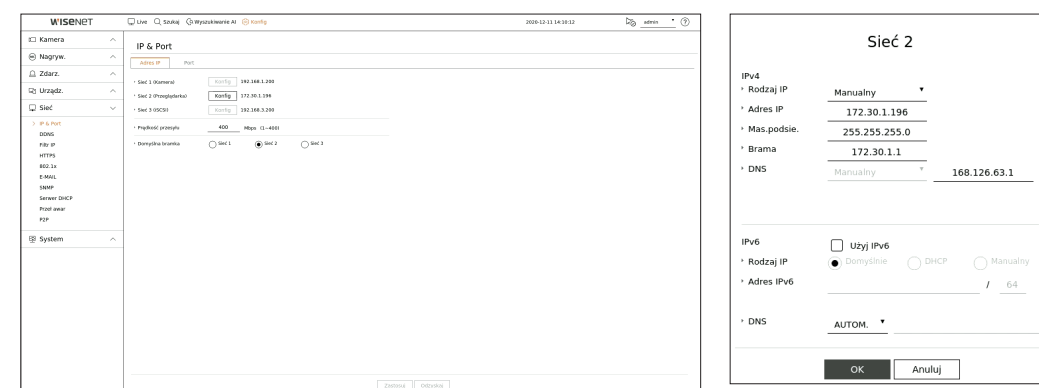 WISENET
Live Szukaj Wyszukiwanie AI Konfig 2020-12-11 14:10:12 admin ?
Kamera
Nagryw.
Zdarz.
Urządz.
Sieć
IP & Port
DDNS
Filtr IP
HTTPS
802.1x
E-MAIL
SNMP
Serwer DHCP
Przeł awar
P2P
System
IP & Port
Adres IP Port
Sieć 1 (Kamera) Konfig 192.168.1.200
Sieć 2 (Przeglądarka) Konfig 172.30.1.196
Sieć 3 (iSCSI) Konfig 192.168.3.200
Prędkość przesyłu 400 Mbps (1~400)
Domyślna bramka Sieć 1 Sieć 2 Sieć 3
Zastosuj Odzyskaj
Sieć 2
IPv4
Rodzaj IP Manualny
Adres IP 172.30.1.196
Mas.podsie. 255.255.255.0
Brama 172.30.1.1
DNS Manualny 168.126.63.1
IPv6 Użyj IPv6
Rodzaj IP Domyślnie DHCP Manualny
Adres IPv6 / 64
DNS AUTOM.
OK Anuluj